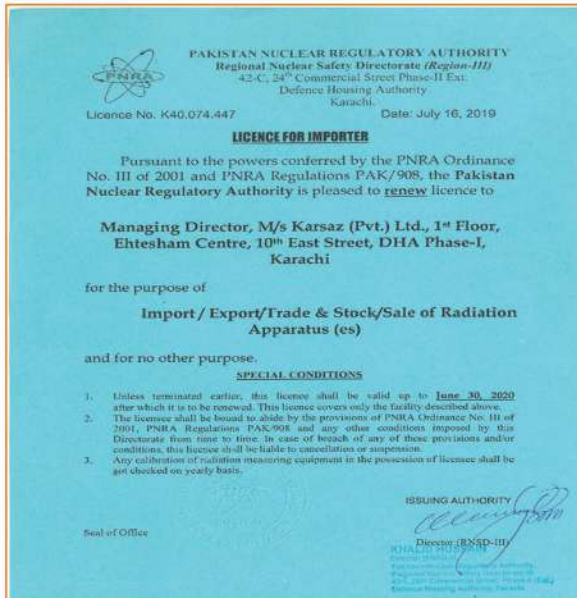 PNRA
PAKISTAN NUCLEAR REGULATORY AUTHORITY
Regional Nuclear Safety Directorate (Region-III)
42-C, 24th Commercial Street Phase-II Ext.
Defence Housing Authority
Karachi.
Licence No. K40.074.447
Date: July 16, 2019
LICENCE FOR IMPORTER
Pursuant to the powers conferred by the PNRA Ordinance
No. III of 2001 and PNRA Regulations PAK/908, the Pakistan
Nuclear Regulatory Authority is pleased to renew licence to
Managing Director, M/s Karsaz (Pvt.) Ltd., 1st Floor,
Ehtesham Centre, 10th East Street, DHA Phase-I,
Karachi
for the purpose of
Import / Export/Trade & Stock/Sale of Radiation
Apparatus (es)
and for no other purpose.
SPECIAL CONDITIONS
1. Unless terminated earlier, this licence shall be valid up to June 30, 2020
after which it is to be renewed. This licence covers only the facility described above.
2. The licensee shall be bound to abide by the provisions of PNRA Ordinance No. III of
2001, PNRA Regulations PAK/908 and any other conditions imposed by this
Directorate from time to time. In case of breach of any of these provisions and/or
conditions, this licence shall be liable to cancellation or suspension.
3. Any calibration of radiation measuring equipment in the possession of licensee shall be
got checked on yearly basis.
ISSUING AUTHORITY
Seal of Office
Director (RNSD-III)
KHALID HUSSAIN